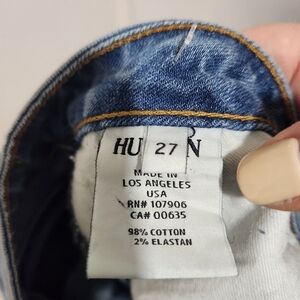 HU 27 N
MADE IN
LOS ANGELES
USA
RN# 107906
CA# 00635
98% COTTON
2% ELASTAN